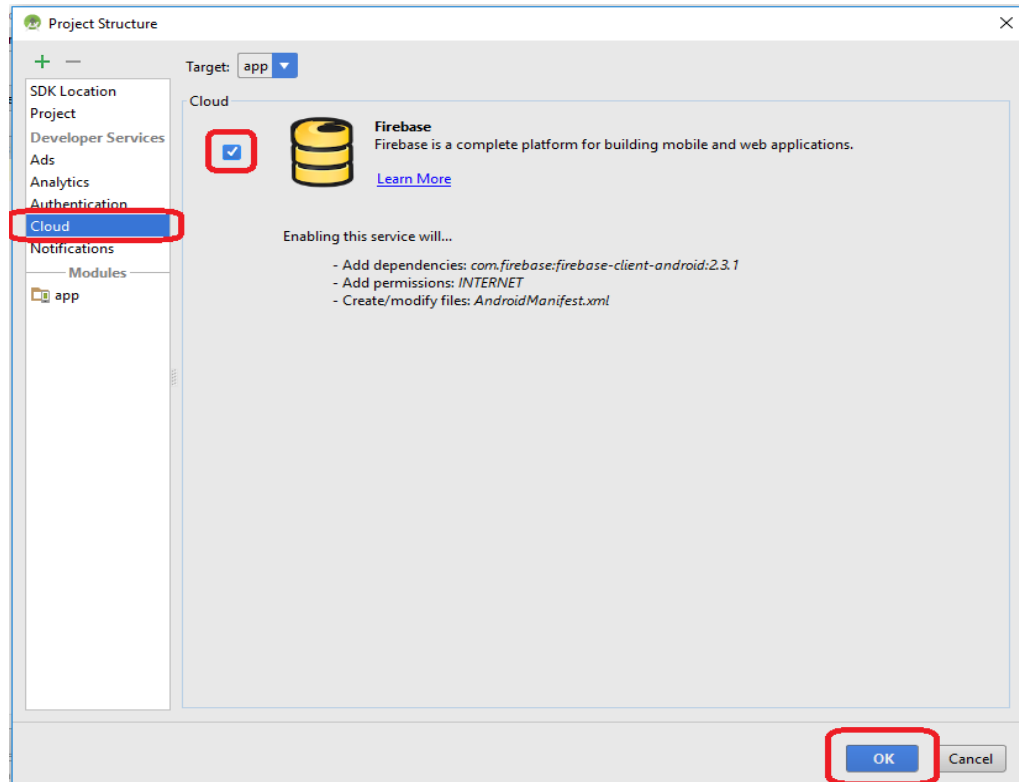 Project Structure
Target: app
SDK Location
Project
Developer Services
Ads
Analytics
Authentication
Cloud
Notifications
Modules
app
Cloud
Firebase
Firebase is a complete platform for building mobile and web applications.
Learn More
Enabling this service will...
- Add dependencies: com.firebase:firebase-client-android:2.3.1
- Add permissions: INTERNET
- Create/modify files: AndroidManifest.xml
OK
Cancel